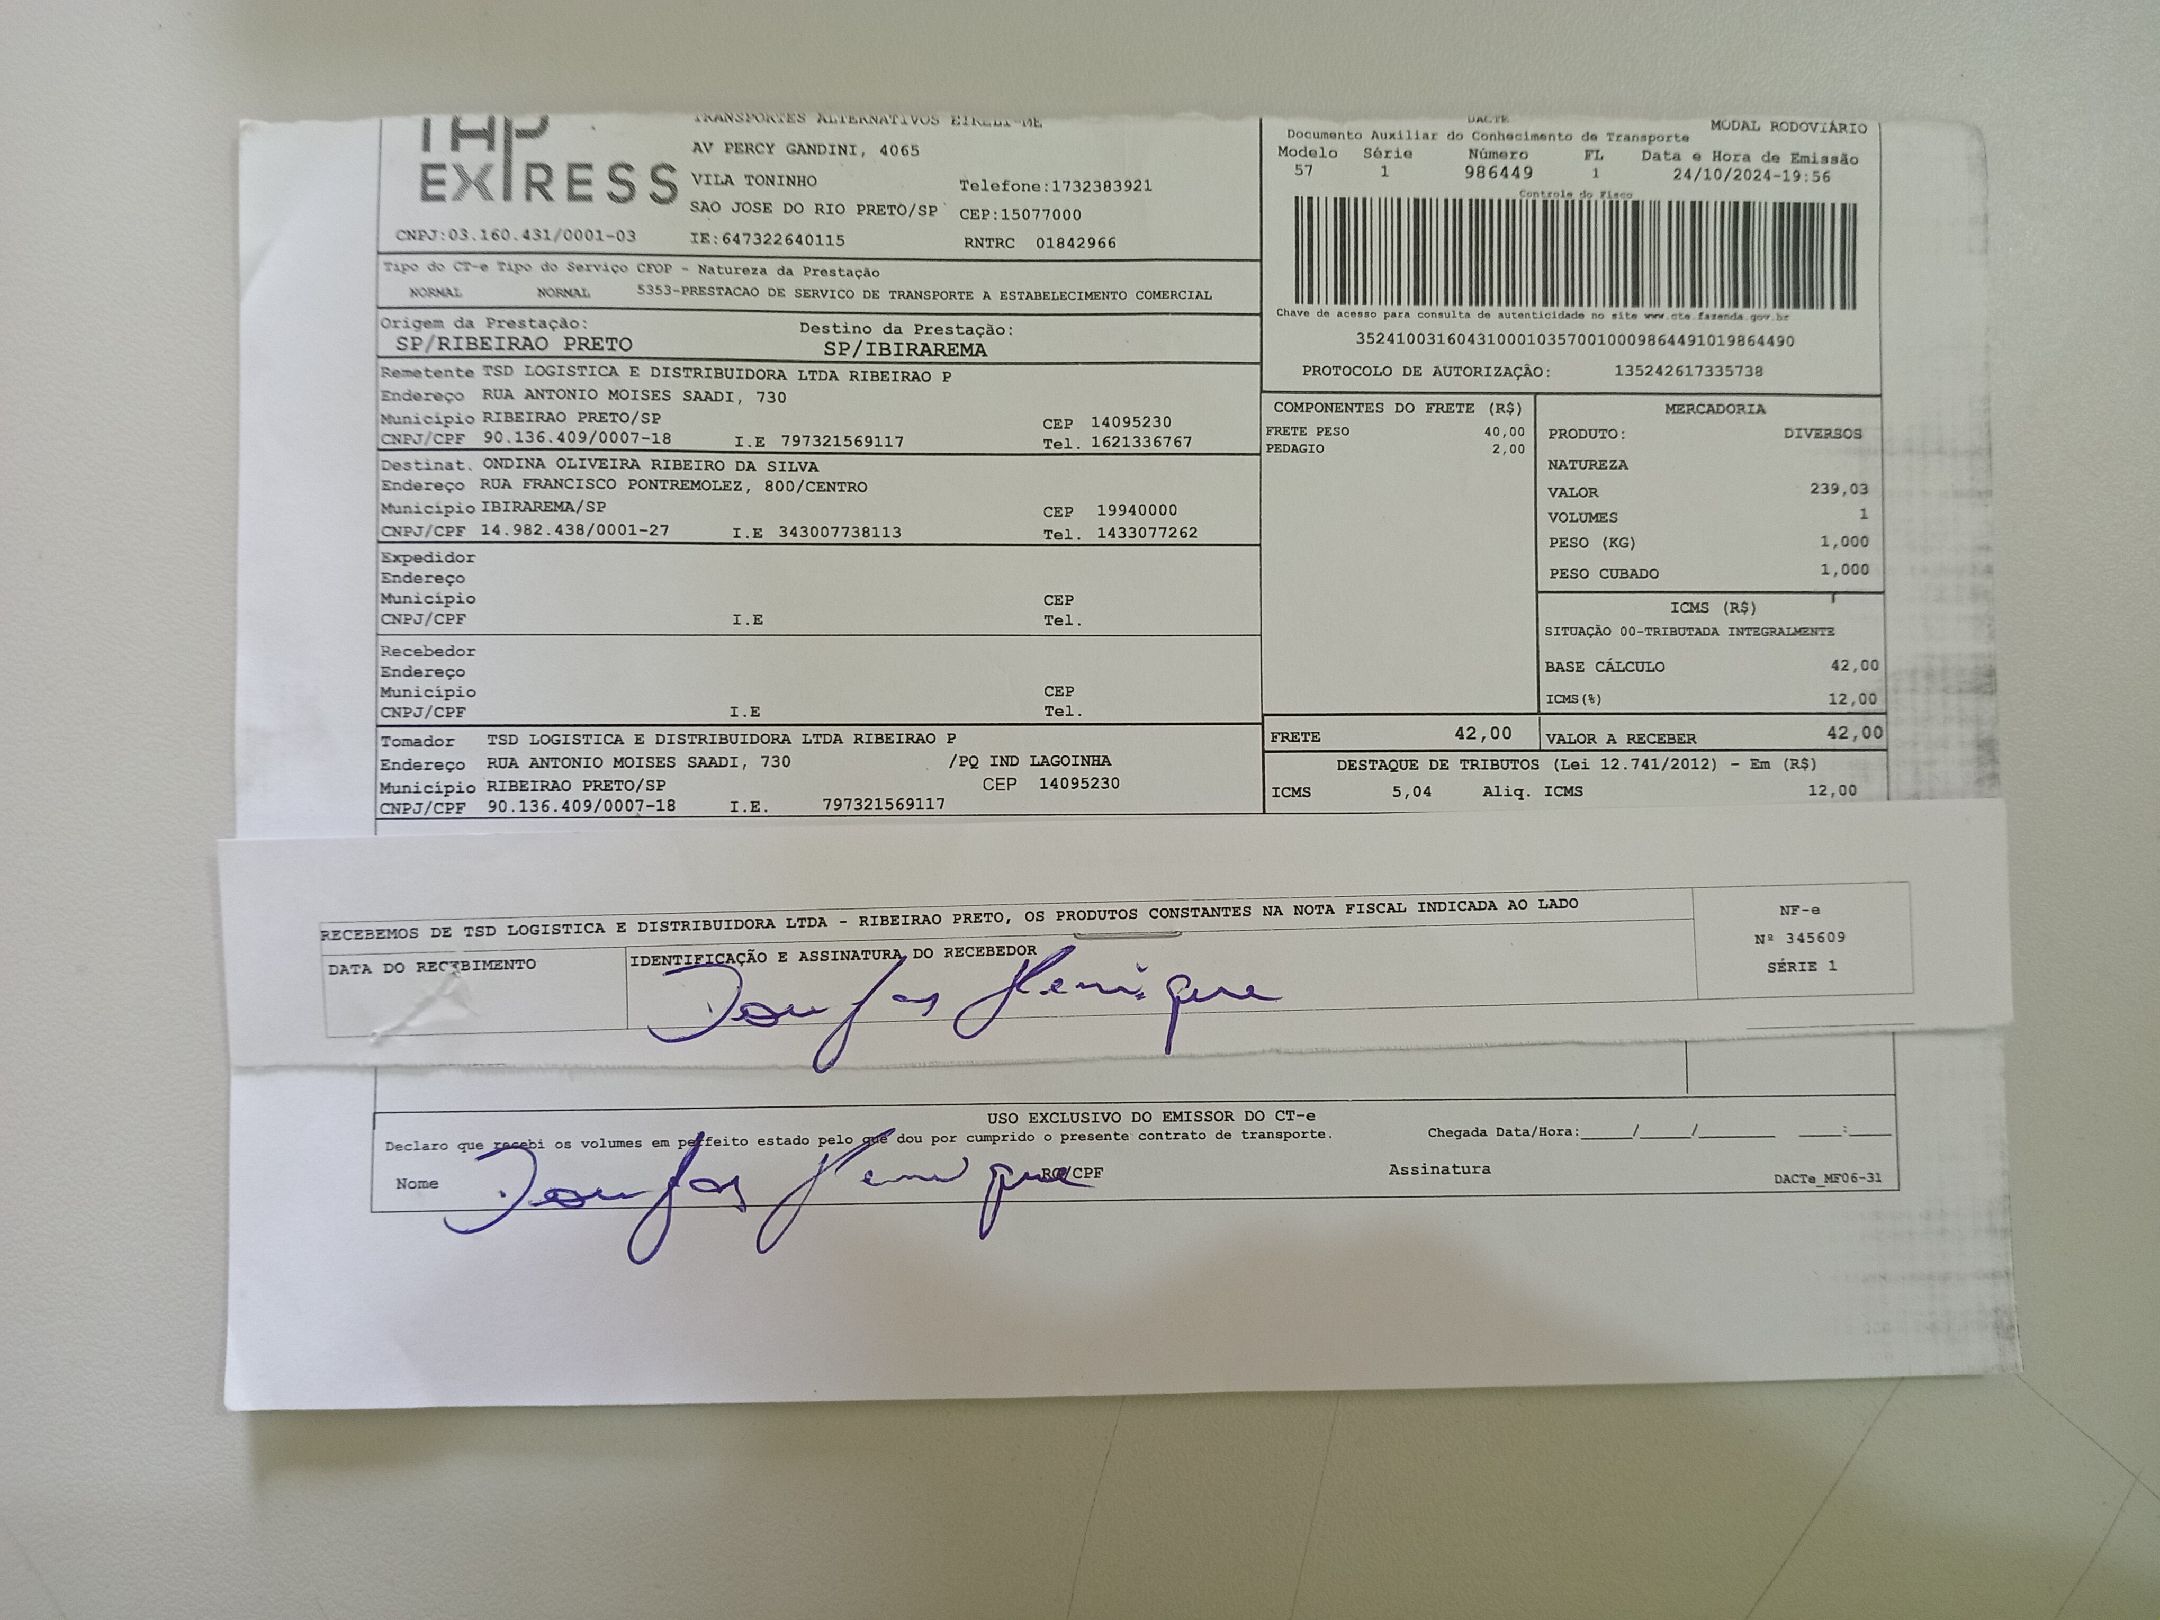 TAP
EXPRESS
TRANSPORTES ALTERNATIVOS EIRELI-ME
AV PERCY GANDINI, 4065
VILA TONINHO Telefone:1732383921
SAO JOSE DO RIO PRETO/SP CEP:15077000
CNPJ:03.160.431/0001-03 IE:647322640115 RNTRC 01842966
DACTE MODAL RODOVIÁRIO
Documento Auxiliar do Conhecimento de Transporte
Modelo Série Número FL Data e Hora de Emissão
57 1 986449 1 24/10/2024-19:56
Controle do Fisco
Chave de acesso para consulta de autenticidade no site www.cte.fazenda.gov.br
35241003160431000103570010009864491019864490
PROTOCOLO DE AUTORIZAÇÃO: 135242617335738
Tipo do CT-e Tipo do Serviço CFOP - Natureza da Prestação
NORMAL NORMAL 5353-PRESTACAO DE SERVICO DE TRANSPORTE A ESTABELECIMENTO COMERCIAL
Origem da Prestação: Destino da Prestação:
SP/RIBEIRAO PRETO SP/IBIRAREMA
Remetente TSD LOGISTICA E DISTRIBUIDORA LTDA RIBEIRAO P
Endereço RUA ANTONIO MOISES SAADI, 730
Município RIBEIRAO PRETO/SP CEP 14095230
CNPJ/CPF 90.136.409/0007-18 I.E 797321569117 Tel. 1621336767
Destinat. ONDINA OLIVEIRA RIBEIRO DA SILVA
Endereço RUA FRANCISCO PONTREMOLEZ, 800/CENTRO
Município IBIRAREMA/SP CEP 19940000
CNPJ/CPF 14.982.438/0001-27 I.E 343007738113 Tel. 1433077262
Expedidor
Endereço
Município CEP
CNPJ/CPF I.E Tel.
Recebedor
Endereço
Município CEP
CNPJ/CPF I.E Tel.
Tomador TSD LOGISTICA E DISTRIBUIDORA LTDA RIBEIRAO P
Endereço RUA ANTONIO MOISES SAADI, 730 /PQ IND LAGOINHA
Município RIBEIRAO PRETO/SP CEP 14095230
CNPJ/CPF 90.136.409/0007-18 I.E. 797321569117
COMPONENTES DO FRETE (R$)
FRETE PESO 40,00
PEDAGIO 2,00
MERCADORIA
PRODUTO: DIVERSOS
NATUREZA
VALOR 239,03
VOLUMES 1
PESO (KG) 1,000
PESO CUBADO 1,000
ICMS (R$)
SITUAÇÃO 00-TRIBUTADA INTEGRALMENTE
BASE CÁLCULO 42,00
ICMS(%) 12,00
FRETE 42,00 VALOR A RECEBER 42,00
DESTAQUE DE TRIBUTOS (Lei 12.741/2012) - Em (R$)
ICMS 5,04 Aliq. ICMS 12,00
RECEBEMOS DE TSD LOGISTICA E DISTRIBUIDORA LTDA - RIBEIRAO PRETO, OS PRODUTOS CONSTANTES NA NOTA FISCAL INDICADA AO LADO
DATA DO RECEBIMENTO IDENTIFICAÇÃO E ASSINATURA DO RECEBEDOR
Douglas Henrique
NF-e
Nº 345609
SÉRIE 1
USO EXCLUSIVO DO EMISSOR DO CT-e
Declaro que recebi os volumes em perfeito estado pelo que dou por cumprido o presente contrato de transporte. Chegada Data/Hora:_____/_____/_______ ____:____
Nome Douglas Henrique RG/CPF Assinatura DACTe_MF06-31